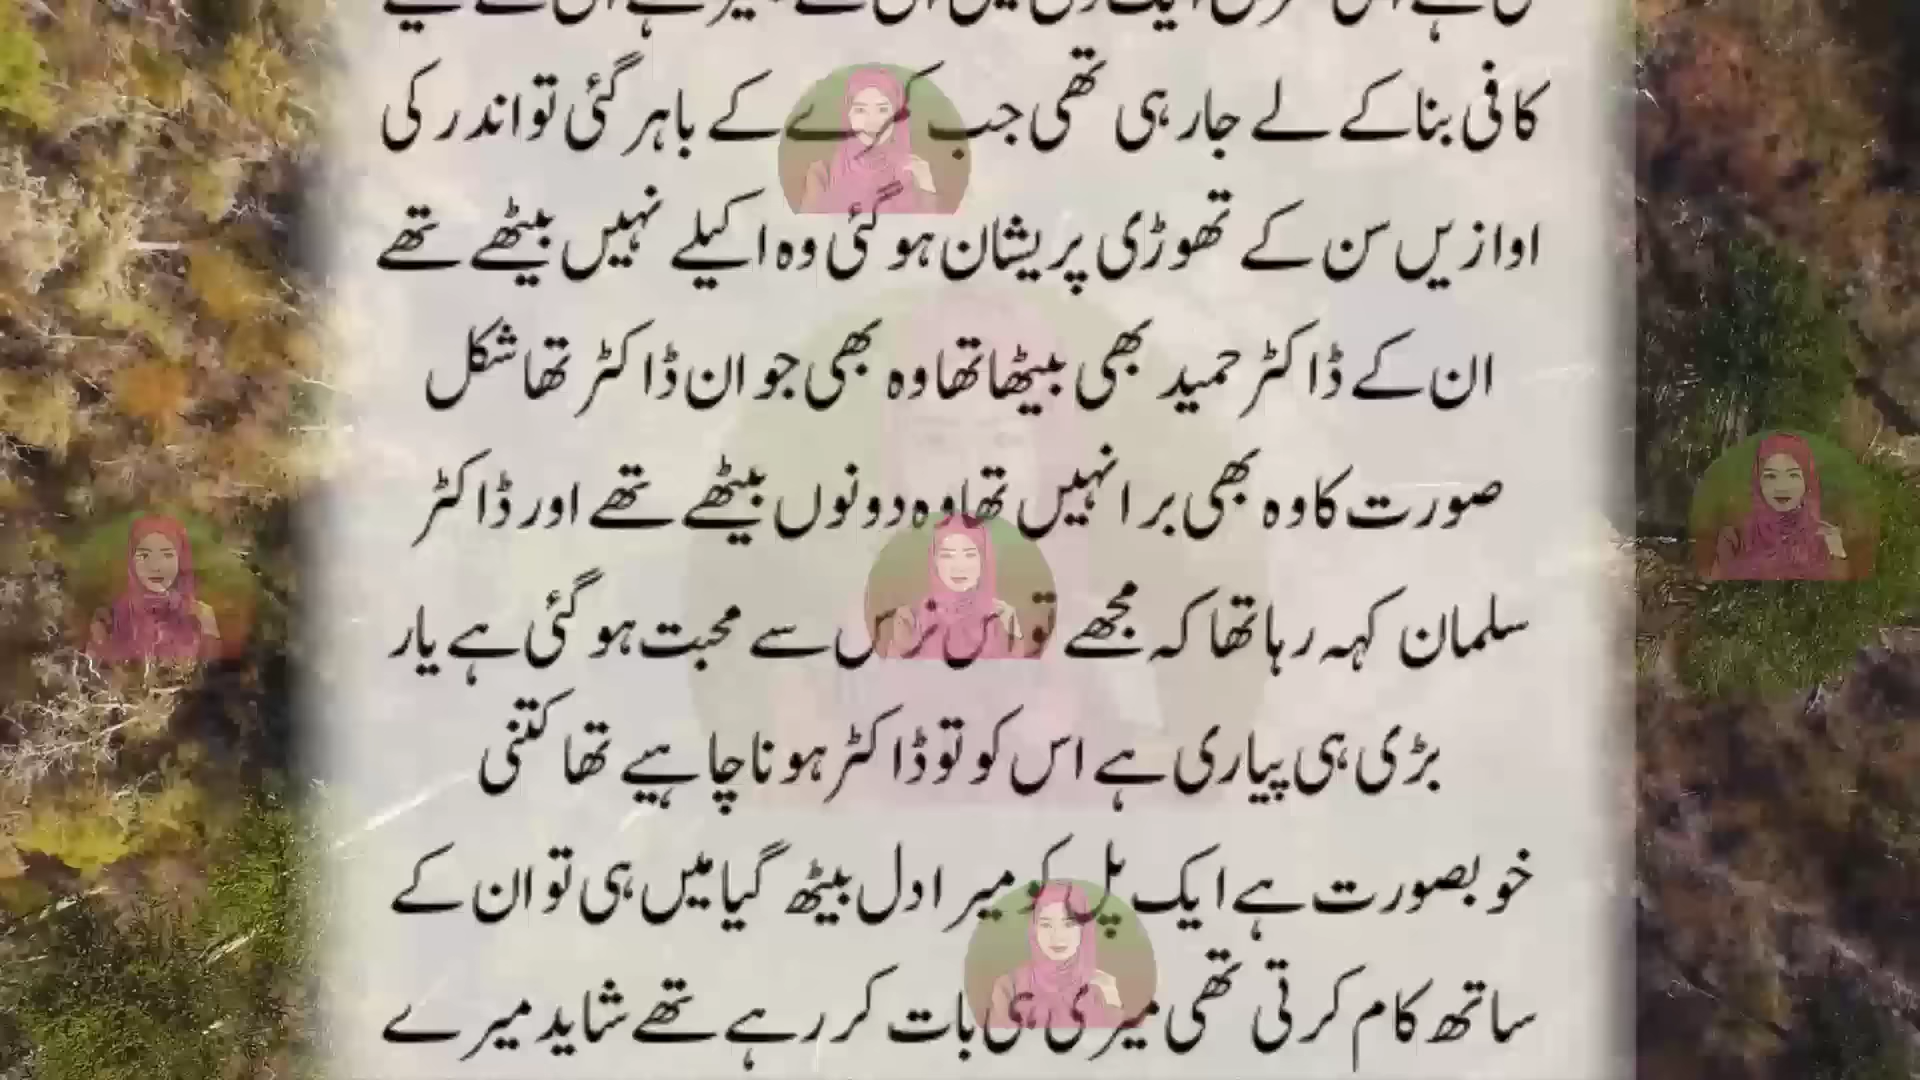 کافی بنا کے لے جا رہی تھی جب کمرے کے باہر گئی تو اندر کی
اوازیں سن کے تھوڑی پریشان ہو گئی وہ اکیلے نہیں بیٹھے تھے
ان کے ڈاکٹر حمید بھی بیٹھا تھا وہ بھی جوان ڈاکٹر تھا شکل
صورت کا وہ بھی برا نہیں تھا وہ دونوں بیٹھے تھے اور ڈاکٹر
سلمان کہہ رہا تھا کہ مجھے تو اس نرس سے محبت ہو گئی ہے یار
بڑی ہی پیاری ہے اس کو تو ڈاکٹر ہونا چاہیے تھا کتنی
خوبصورت ہے ایک پل کو میرا دل بیٹھ گیا میں ہی تو ان کے
ساتھ کام کرتی تھی میری ہی بات کر رہے تھے شاید میرے